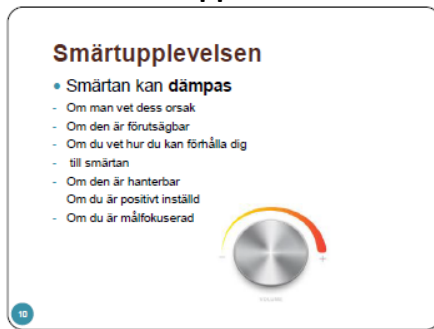 Smärtupplevelsen
• Smärtan kan dämpas
- Om man vet dess orsak
- Om den är förutsägbar
- Om du vet hur du kan förhålla dig
- till smärtan
- Om den är hanterbar
Om du är positivt inställd
- Om du är målfokuserad
- +
VOLUME
10